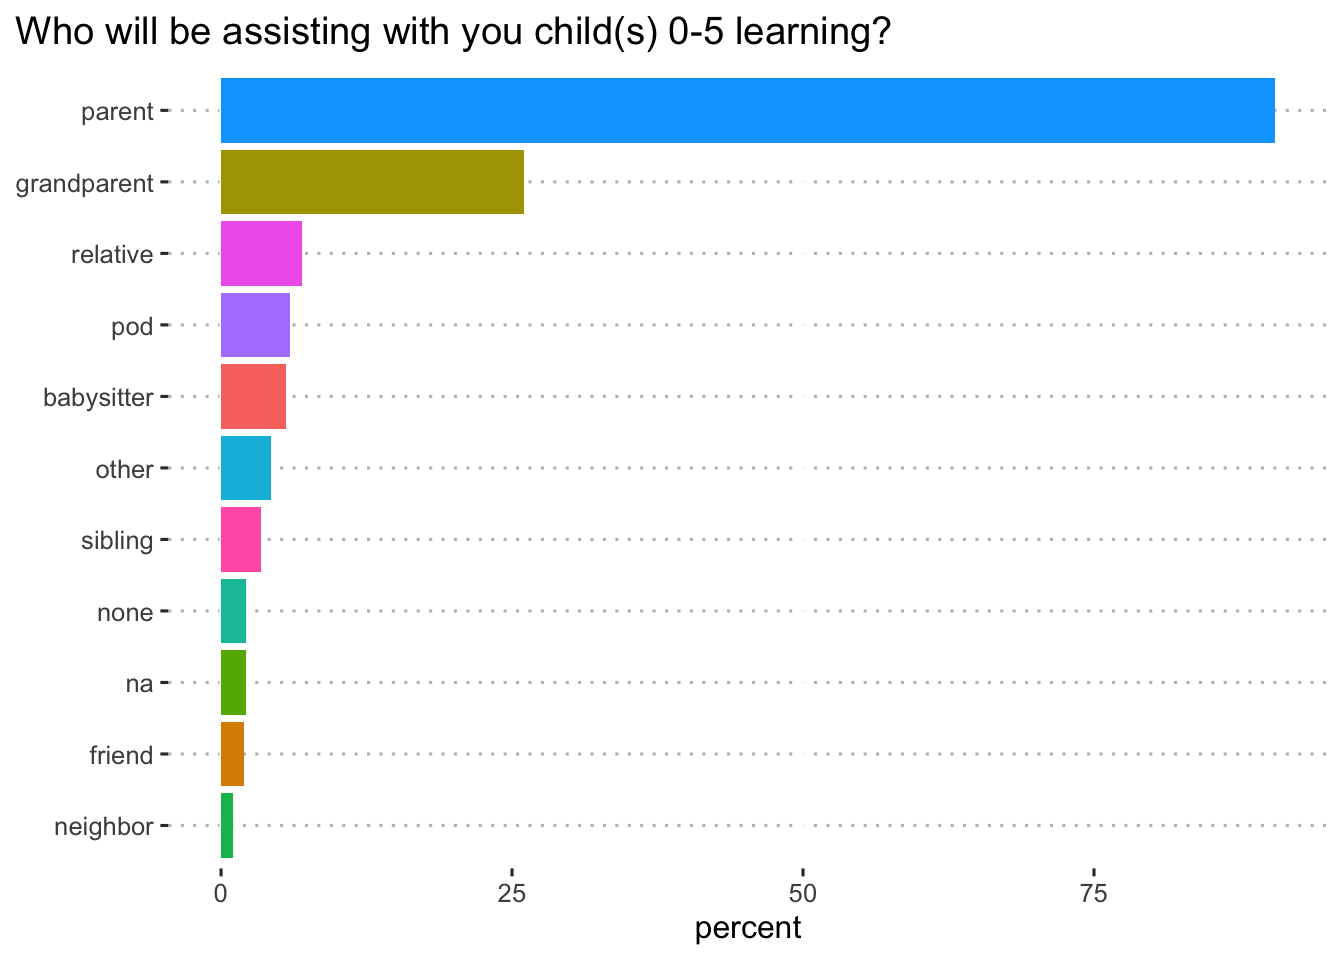 Who will be assisting with you child(s) 0-5 learning?
parent
grandparent
relative
pod
babysitter
other
sibling
none
na
friend
neighbor
0 25 50 75
percent